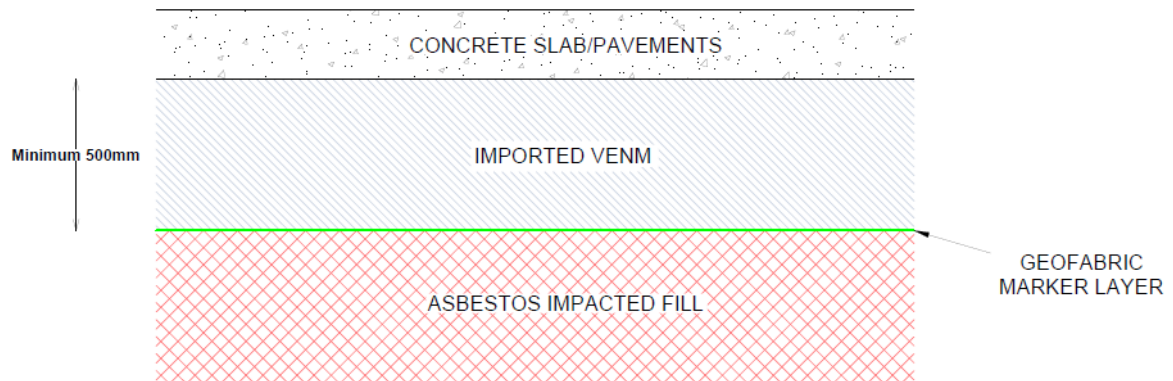 CONCRETE SLAB/PAVEMENTS
Minimum 500mm
IMPORTED VENM
GEOFABRIC
MARKER LAYER
ASBESTOS IMPACTED FILL